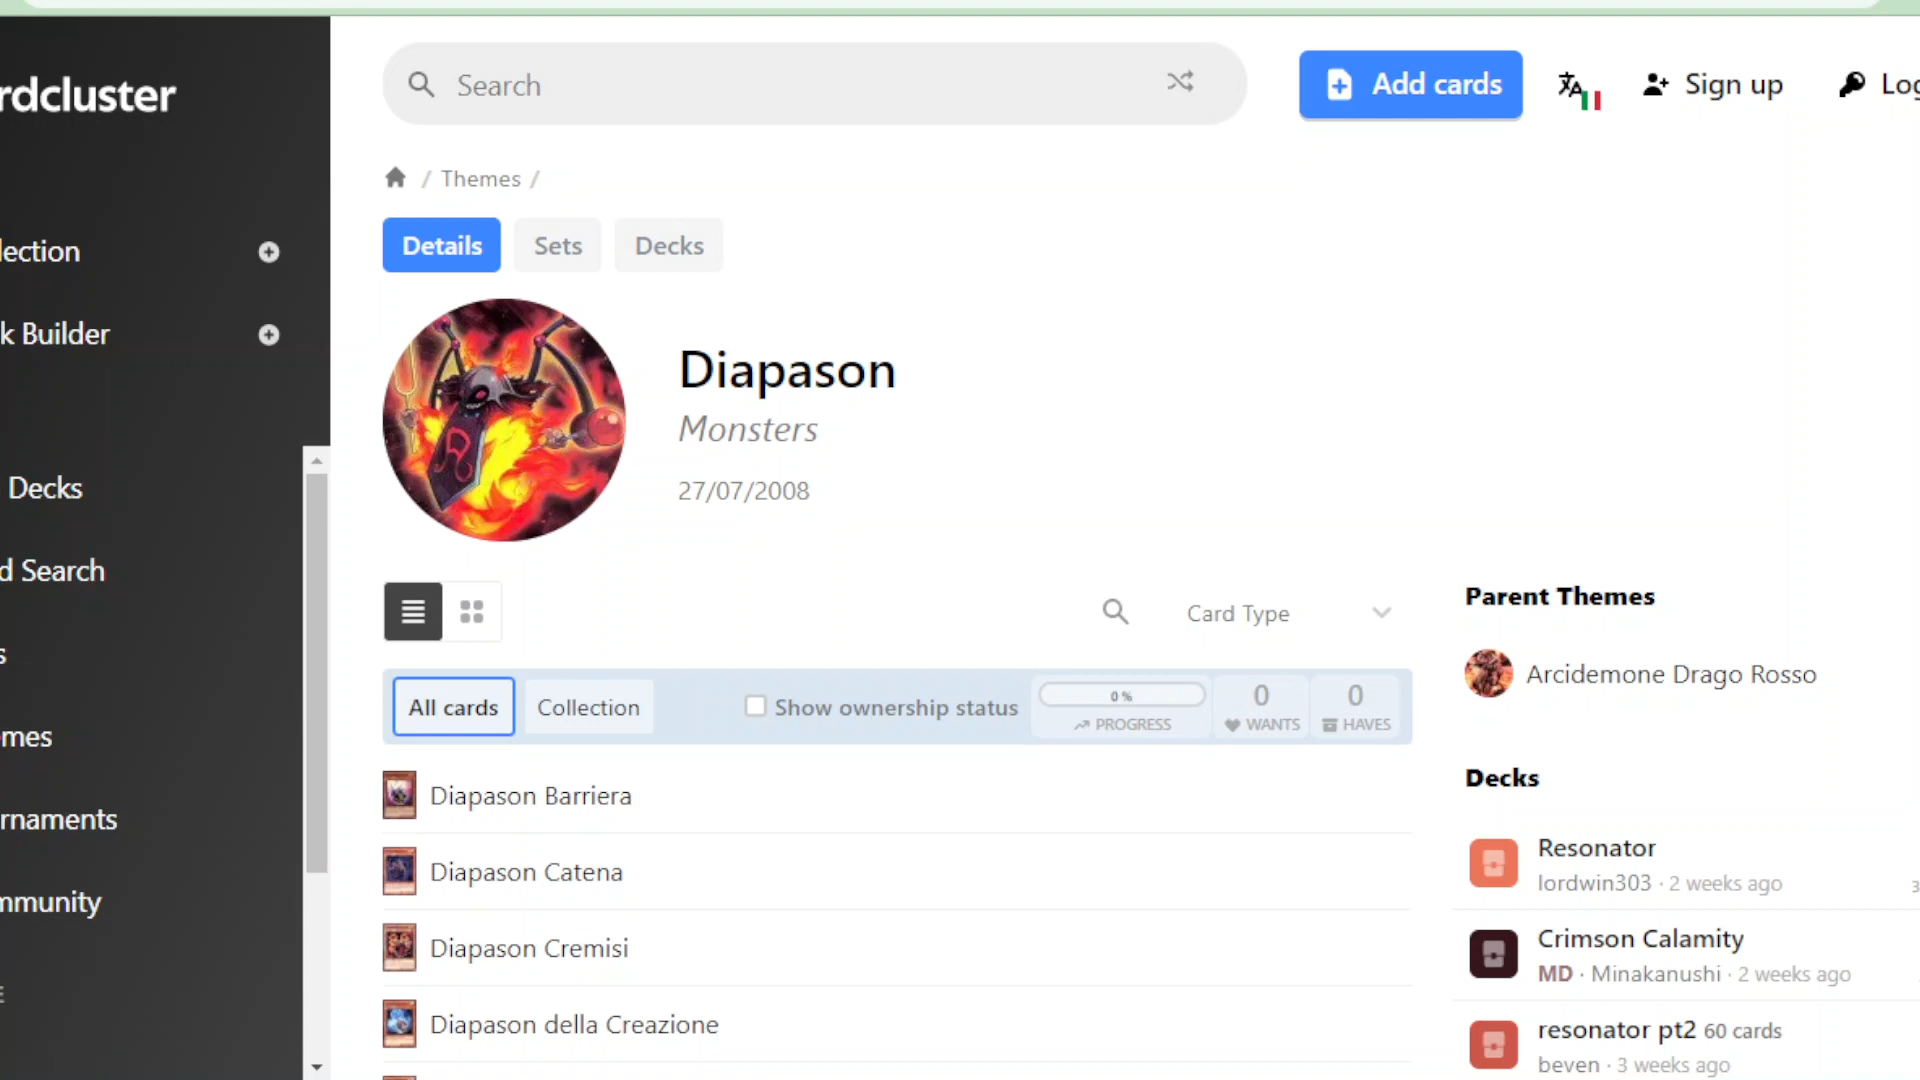 rdcluster
Search
Add cards
Sign up
Log
/ Themes /
lection
Details
Sets
Decks
k Builder
Diapason
Monsters
27/07/2008
Decks
d Search
s
mes
rnaments
mmunity
E
Card Type
All cards
Collection
Show ownership status
0 %
PROGRESS
0
WANTS
0
HAVES
Diapason Barriera
Diapason Catena
Diapason Cremisi
Diapason della Creazione
Parent Themes
Arcidemone Drago Rosso
Decks
Resonator
lordwin303 · 2 weeks ago
3
Crimson Calamity
MD · Minakanushi · 2 weeks ago
resonator pt2 60 cards
beven · 3 weeks ago